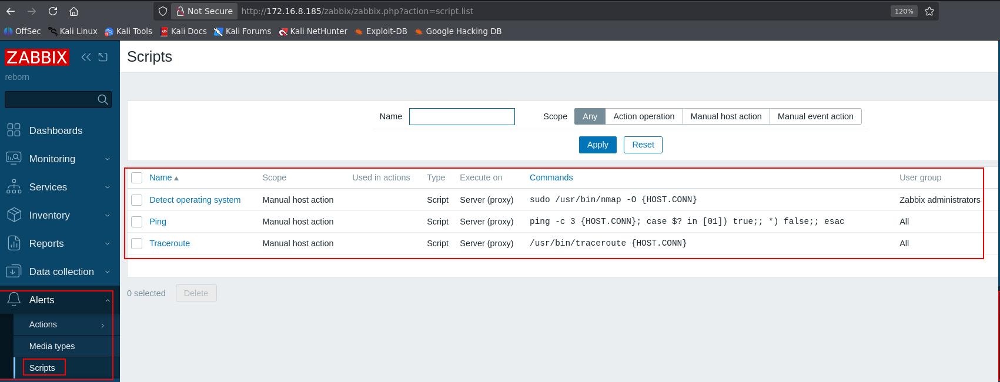 Not Secure http://172.16.8.185/zabbix/zabbix.php?action=script.list 120%
OffSec Kali Linux Kali Tools Kali Docs Kali Forums Kali NetHunter Exploit-DB Google Hacking DB
ZABBIX
reborn
Dashboards
Monitoring
Services
Inventory
Reports
Data collection
Alerts
Actions
Media types
Scripts
Scripts
Name Scope Any Action operation Manual host action Manual event action
Apply Reset
Name Scope Used in actions Type Execute on Commands User group
Detect operating system Manual host action Script Server (proxy) sudo /usr/bin/nmap -O {HOST.CONN} Zabbix administrators
Ping Manual host action Script Server (proxy) ping -c 3 {HOST.CONN}; case $? in [01]) true;; *) false;; esac All
Traceroute Manual host action Script Server (proxy) /usr/bin/traceroute {HOST.CONN} All
0 selected Delete